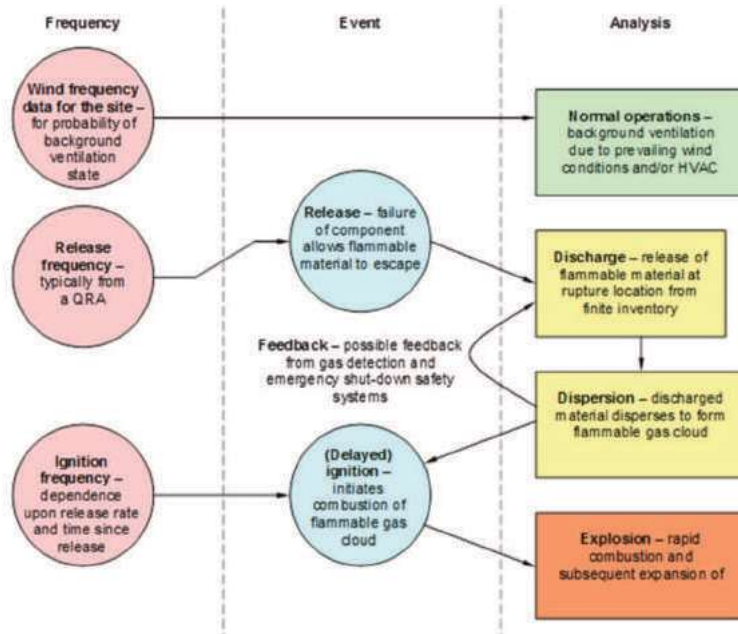 Frequency
Event
Analysis
Wind frequency
data for the site –
for probability of
background
ventilation
state
Normal operations –
background ventilation
due to prevailing wind
conditions and/or HVAC
Release
frequency –
typically from
a QRA
Release – failure
of component
allows flammable
material to escape
Discharge – release of
flammable material at
rupture location from
finite inventory
Feedback – possible feedback
from gas detection and
emergency shut-down safety
systems
Dispersion – discharged
material disperses to form
flammable gas cloud
Ignition
frequency –
dependence
upon release rate
and time since
release
(Delayed)
ignition –
initiates
combustion of
flammable gas
cloud
Explosion – rapid
combustion and
subsequent expansion of